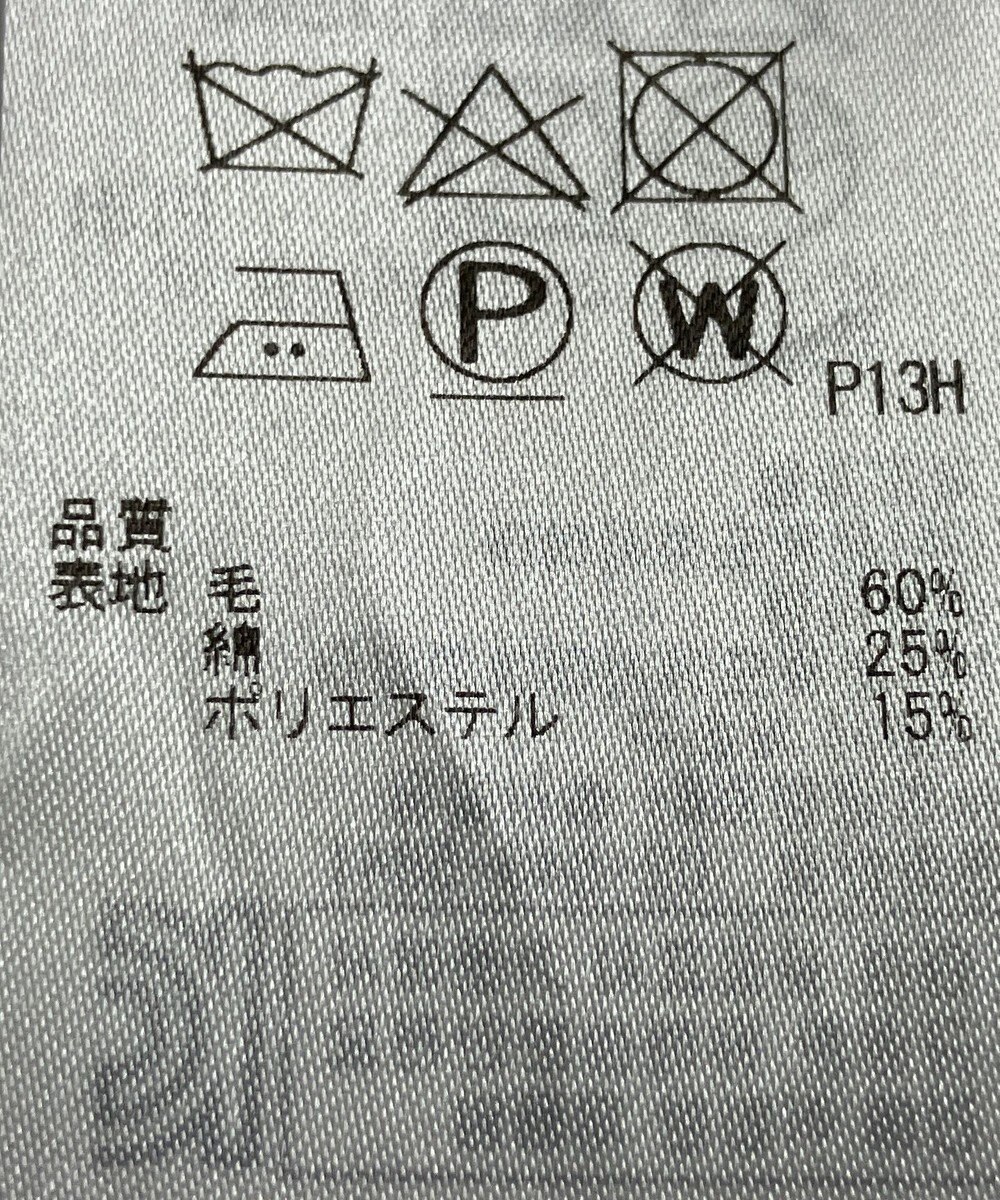 P
W
P13H
品質
表地 毛 60%
綿 25%
ポリエステル 15%